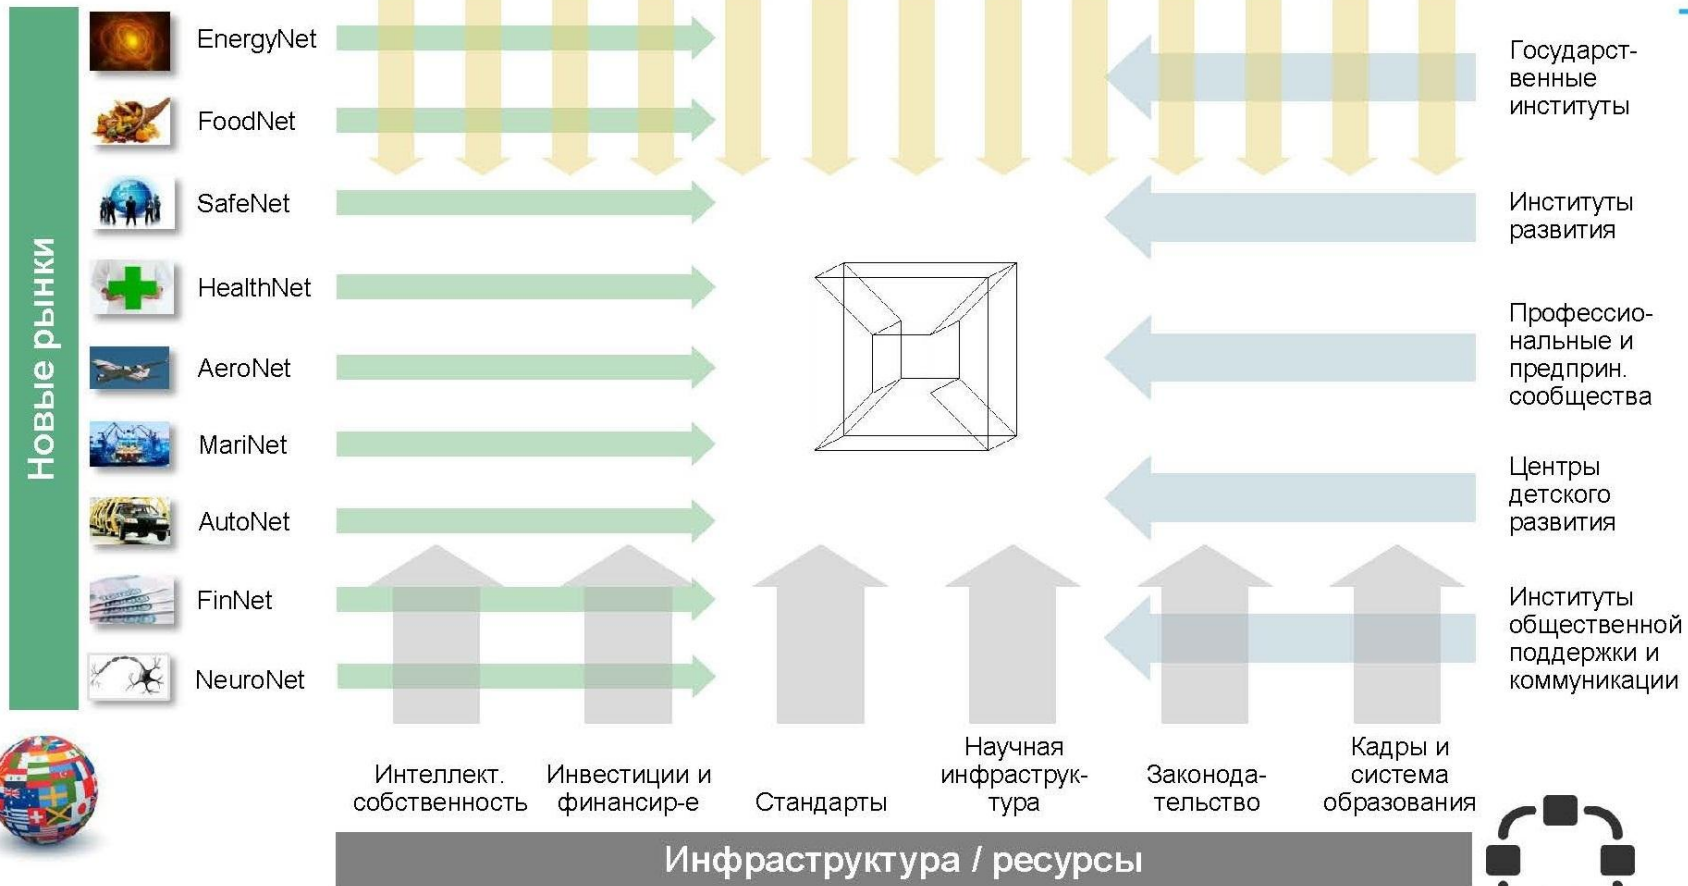 Новые рынки
EnergyNet
FoodNet
SafeNet
HealthNet
AeroNet
MariNet
AutoNet
FinNet
NeuroNet
Государст-
венные
институты
Институты
развития
Профессио-
нальные и
предприн.
сообщества
Центры
детского
развития
Институты
общественной
поддержки и
коммуникации
Интеллект.
собственность
Инвестиции и
финансир-е
Стандарты
Научная
инфраструк-
тура
Законода-
тельство
Кадры и
система
образования
Инфраструктура / ресурсы